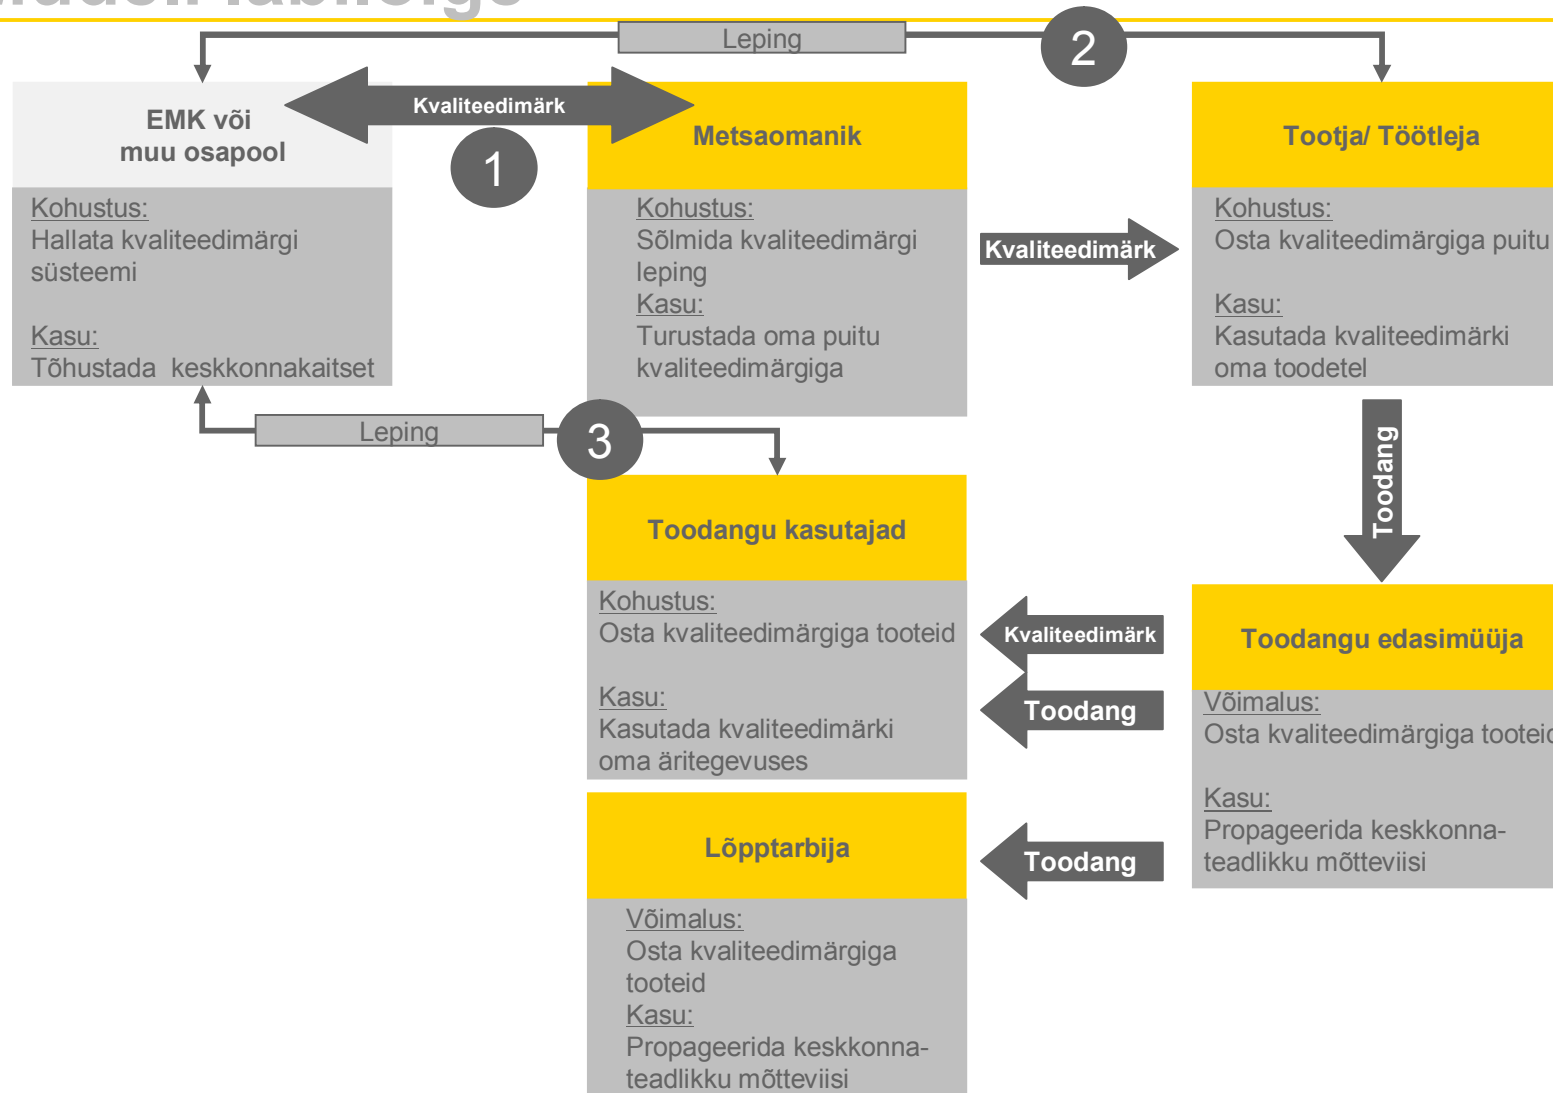 Leping
2
EMK või
muu osapool
Kvaliteedimärk
1
Metsaomanik
Tootja/ Töötleja
Kohustus:
Hallata kvaliteedimärgi
süsteemi
Kasu:
Tõhustada keskkonnakaitset
Kohustus:
Sõlmida kvaliteedimärgi
leping
Kasu:
Turustada oma puitu
kvaliteedimärgiga
Kvaliteedimärk
Kohustus:
Osta kvaliteedimärgiga puitu
Kasu:
Kasutada kvaliteedimärki
oma toodetel
Leping
3
Toodang
Toodangu kasutajad
Kohustus:
Osta kvaliteedimärgiga tooteid
Kasu:
Kasutada kvaliteedimärki
oma äritegevuses
Kvaliteedimärk
Toodang
Toodangu edasimüüja
Võimalus:
Osta kvaliteedimärgiga tooteid
Kasu:
Propageerida keskkonna-
teadlikku mõtteviisi
Lõpptarbija
Toodang
Võimalus:
Osta kvaliteedimärgiga
tooteid
Kasu:
Propageerida keskkonna-
teadlikku mõtteviisi